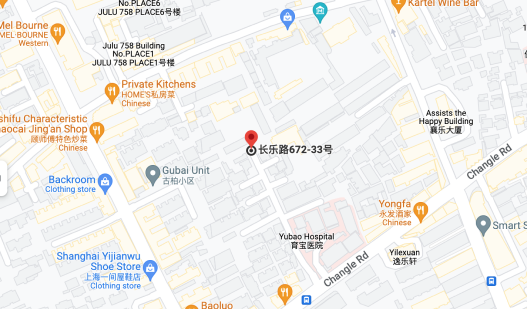 No.PLACE6
JULU 758 PLACE6号楼
Kartel Wine Bar
Mel Bourne
MEL BOURNE
Western
Julu 758 Building
No.PLACE1
JULU 758 PLACE1号楼
Private Kitchens
HOME'S私房菜
Chinese
shifu Characteristic
aocai Jing'an Shop
顾师傅特色炒菜
Chinese
Assists the
Happy Building
襄乐大厦
长乐路672-33号
Changle Rd
Gubai Unit
古柏小区
Backroom
Clothing store
Yongfa
永发酒家
Chinese
Smart S
Yubao Hospital
育宝医院
Yilexuan
逸乐轩
Shanghai Yijianwu
Shoe Store
上海一间屋鞋店
Clothing store
Changle Rd
Baoluo